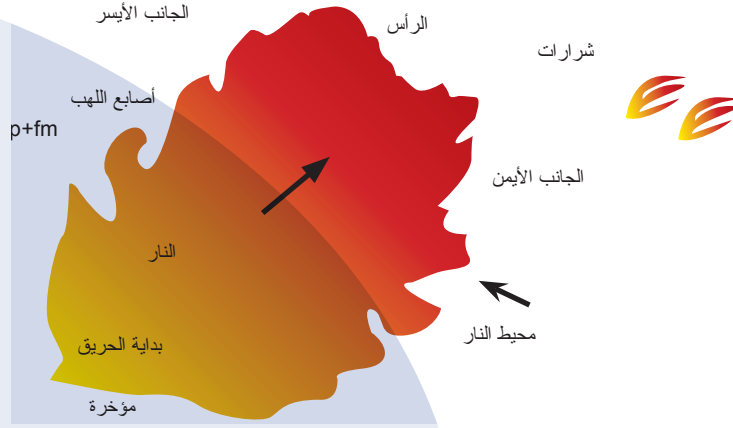 الجانب الأيسر
الرأس
شرارات
أصابع اللهب
p+fm
الجانب الأيمن
النار
محيط النار
بداية الحريق
مؤخرة